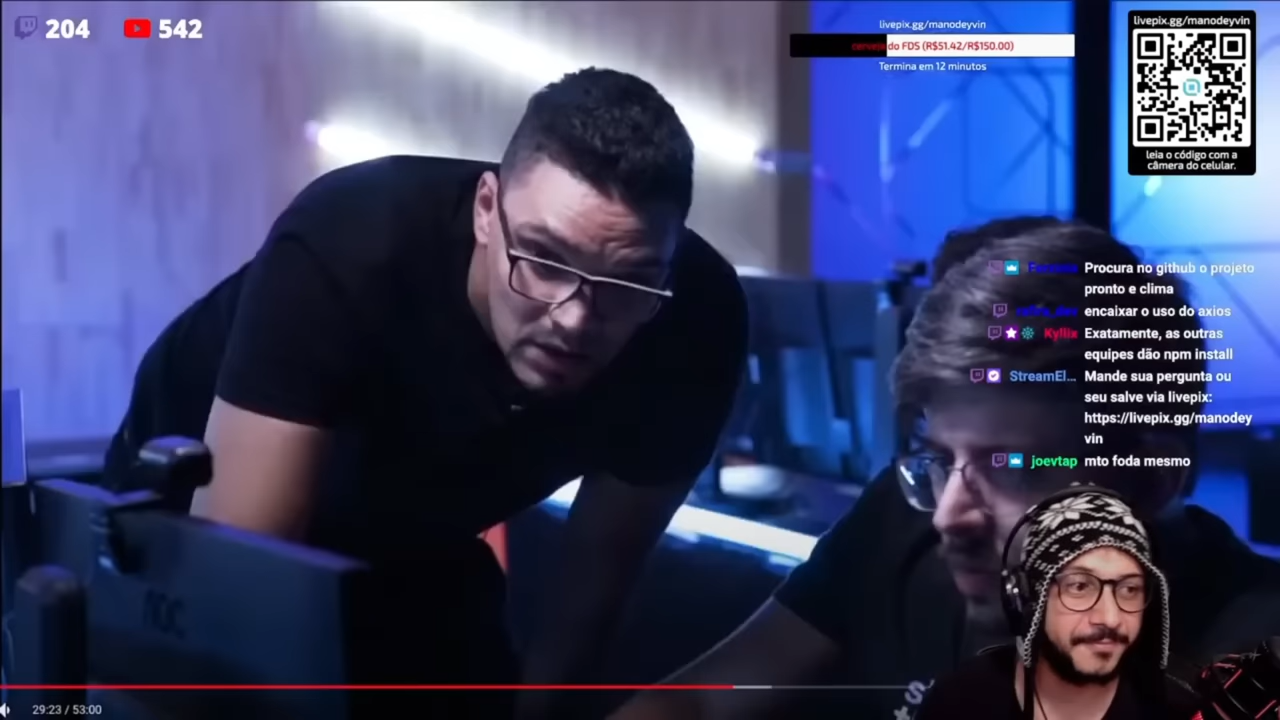 204
542
livepix.gg/manodeyvin
cerveja do FDS (R$51.42/R$150.00)
Termina em 12 minutos
livepix.gg/manodeyvin
leia o código com a
câmera do celular.
Procura no github o projeto
pronto e clima
encaixar o uso do axios
Kyllix Exatamente, as outras
equipes dão npm install
StreamEl... Mande sua pergunta ou
seu salve via livepix:
https://livepix.gg/manodey
vin
joevtap mto foda mesmo
AOC
29:23 / 53:00